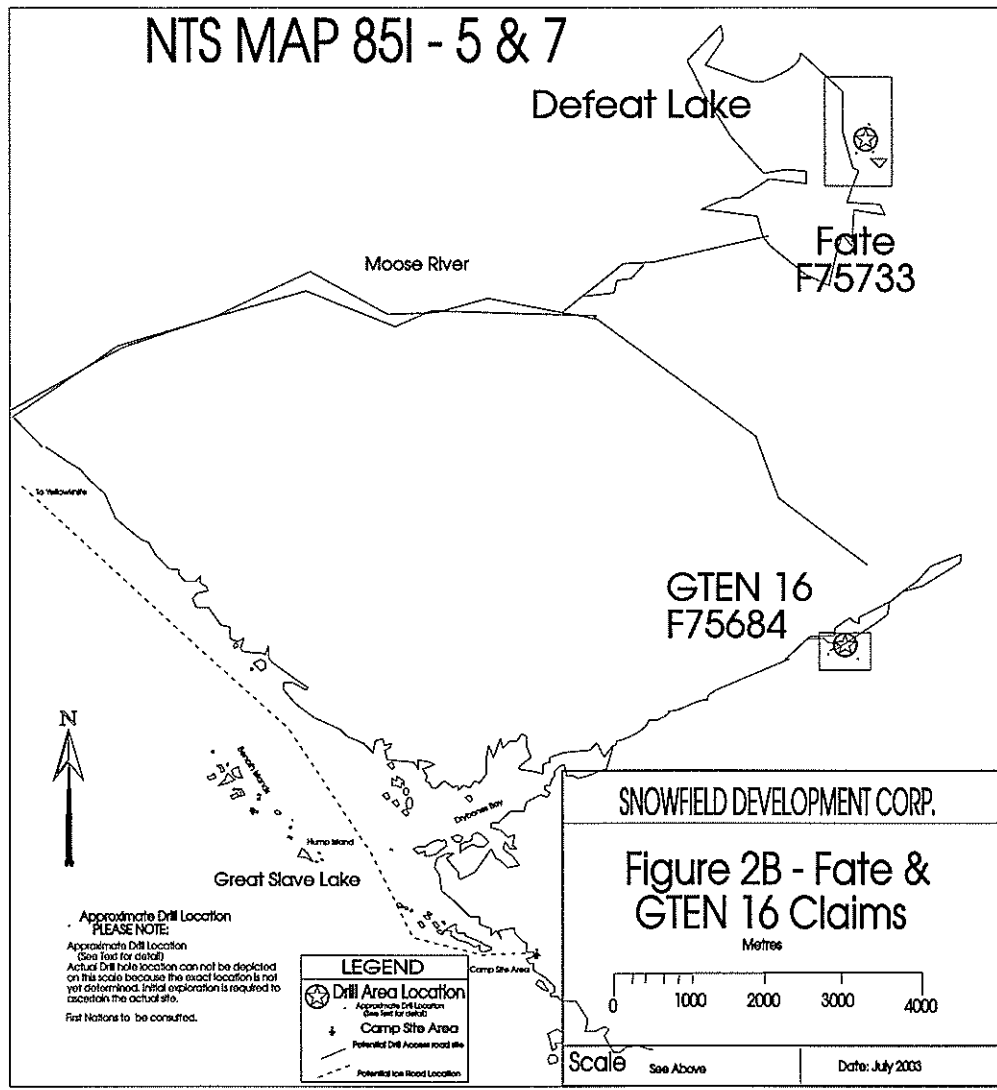 NTS MAP 85I - 5 & 7
Defeat Lake
Fate
F75733
Moose River
To Yellowknife
GTEN 16
F75684
N
Hump Island
Great Slave Lake
Drybones Bay
Camp Site Area
Approximate Drill Location
PLEASE NOTE:
Approximate Drill Location
(See Text for detail)
Actual Drill hole location can not be depicted
on this scale because the exact location is not
yet determined. Initial exploration is required to
ascertain the actual site.
First Nations to be consulted.
LEGEND
Drill Area Location
Approximate Drill Location
(See Text for detail)
Camp Site Area
Potential Drill Access road site
Potential Ice Road Location
SNOWFIELD DEVELOPMENT CORP.
Figure 2B - Fate &
GTEN 16 Claims
Metres
0 1000 2000 3000 4000
Scale See Above Date: July 2003